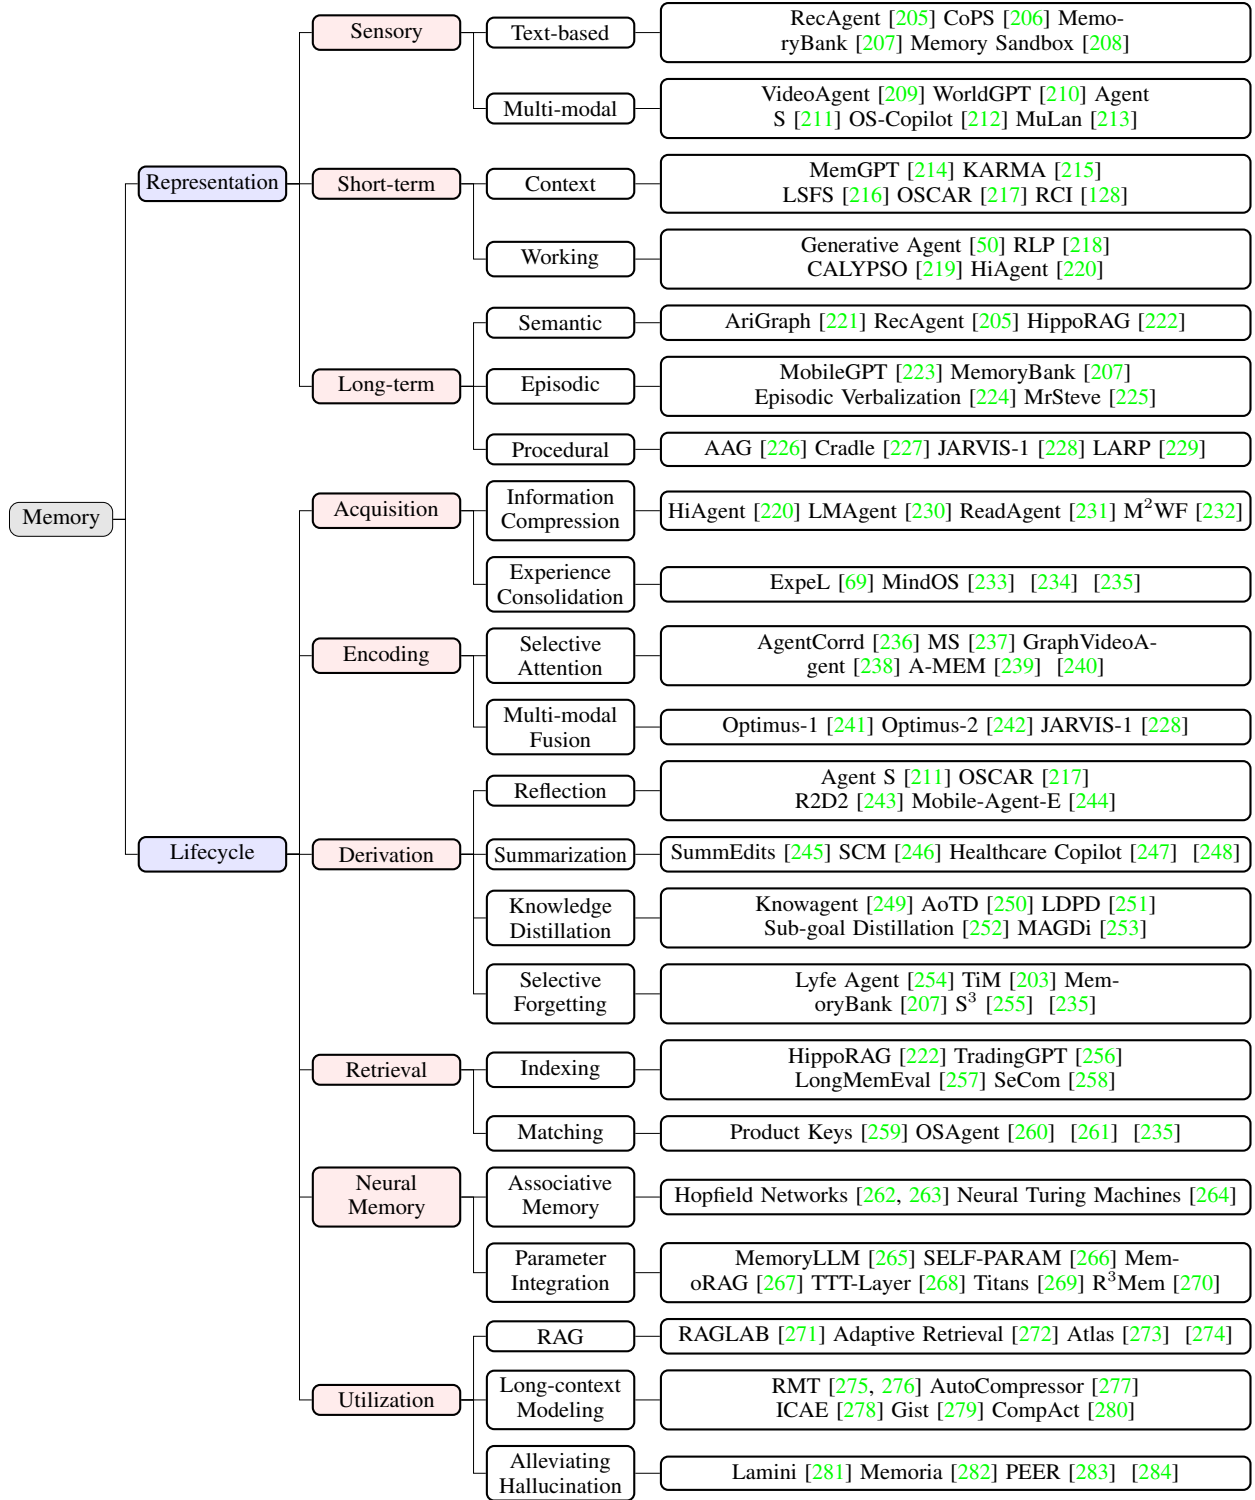 Sensory
Text-based
RecAgent [205] CoPS [206] Memo-
ryBank [207] Memory Sandbox [208]
Multi-modal
VideoAgent [209] WorldGPT [210] Agent
S [211] OS-Copilot [212] MuLan [213]
Representation
Short-term
Context
MemGPT [214] KARMA [215]
LSFS [216] OSCAR [217] RCI [128]
Working
Generative Agent [50] RLP [218]
CALYPSO [219] HiAgent [220]
Semantic
AriGraph [221] RecAgent [205] HippoRAG [222]
Long-term
Episodic
MobileGPT [223] MemoryBank [207]
Episodic Verbalization [224] MrSteve [225]
Procedural
AAG [226] Cradle [227] JARVIS-1 [228] LARP [229]
Memory
Acquisition
Information
Compression
HiAgent [220] LMAgent [230] ReadAgent [231] M²WF [232]
Experience
Consolidation
ExpeL [69] MindOS [233] [234] [235]
Encoding
Selective
Attention
AgentCorrd [236] MS [237] GraphVideoA-
gent [238] A-MEM [239] [240]
Multi-modal
Fusion
Optimus-1 [241] Optimus-2 [242] JARVIS-1 [228]
Reflection
Agent S [211] OSCAR [217]
R2D2 [243] Mobile-Agent-E [244]
Lifecycle
Derivation
Summarization
SummEdits [245] SCM [246] Healthcare Copilot [247] [248]
Knowledge
Distillation
Knowagent [249] AoTD [250] LDPD [251]
Sub-goal Distillation [252] MAGDi [253]
Selective
Forgetting
Lyfe Agent [254] TiM [203] Mem-
oryBank [207] S³ [255] [235]
Retrieval
Indexing
HippoRAG [222] TradingGPT [256]
LongMemEval [257] SeCom [258]
Matching
Product Keys [259] OSAgent [260] [261] [235]
Neural
Memory
Associative
Memory
Hopfield Networks [262, 263] Neural Turing Machines [264]
Parameter
Integration
MemoryLLM [265] SELF-PARAM [266] Mem-
oRAG [267] TTT-Layer [268] Titans [269] R³Mem [270]
RAG
RAGLAB [271] Adaptive Retrieval [272] Atlas [273] [274]
Utilization
Long-context
Modeling
RMT [275, 276] AutoCompressor [277]
ICAE [278] Gist [279] CompAct [280]
Alleviating
Hallucination
Lamini [281] Memoria [282] PEER [283] [284]